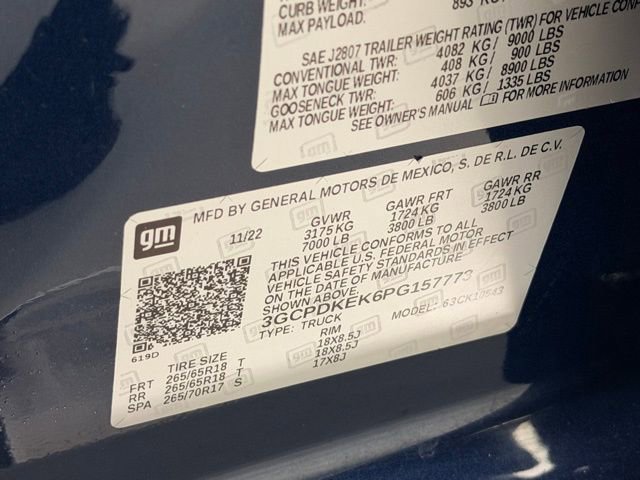 CURB WEIGHT:
MAX PAYLOAD: 893 KG
SAE J2807 TRAILER WEIGHT RATING (TWR) FOR VEHICLE CONF
CONVENTIONAL TWR: 4082 KG/ 9000 LBS
MAX TONGUE WEIGHT: 408 KG/ 900 LBS
GOOSENECK TWR: 4037 KG/ 8900 LBS
MAX TONGUE WEIGHT: 606 KG/ 1335 LBS
SEE OWNER'S MANUAL FOR MORE INFORMATION
gm
MFD BY GENERAL MOTORS DE MEXICO, S. DE R.L. DE C.V.
11/22 GVWR GAWR FRT GAWR RR
3175 KG 1724 KG 1724 KG
7000 LB 3800 LB 3800 LB
THIS VEHICLE CONFORMS TO ALL
APPLICABLE U.S. FEDERAL MOTOR
VEHICLE SAFETY STANDARDS IN EFFECT
ON THE DATE OF MANUFACTURE
SHOWN ABOVE.
3GCPDKEK6PG157773
TYPE: TRUCK MODEL: 63CK10543
619D
TIRE SIZE RIM
FRT 265/65R18 T 18X8.5J
RR 265/65R18 T 18X8.5J
SPA 265/70R17 S 17X8J